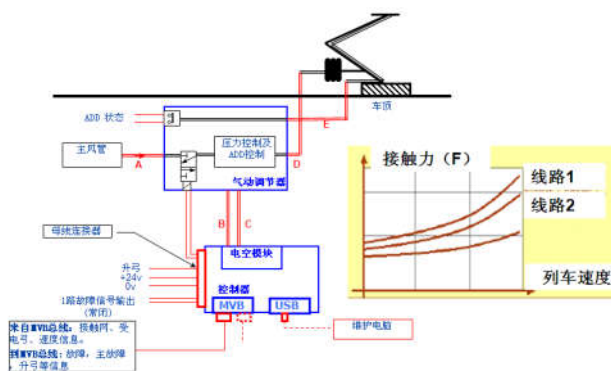 车顶
ADD 状态
E
主风管
A
压力控制及
ADD控制
D
气动调节器
B
C
母线连接器
电空模块
升弓
+24v
0v
控制器
1路故障信号输出
(常闭)
MVB
USB
维护电脑
来自MVB总线：接触网、受
电弓、速度信息。
到MVB总线：故障，主故障
，升弓等信息
接触力（F）
线路1
线路2
列车速度